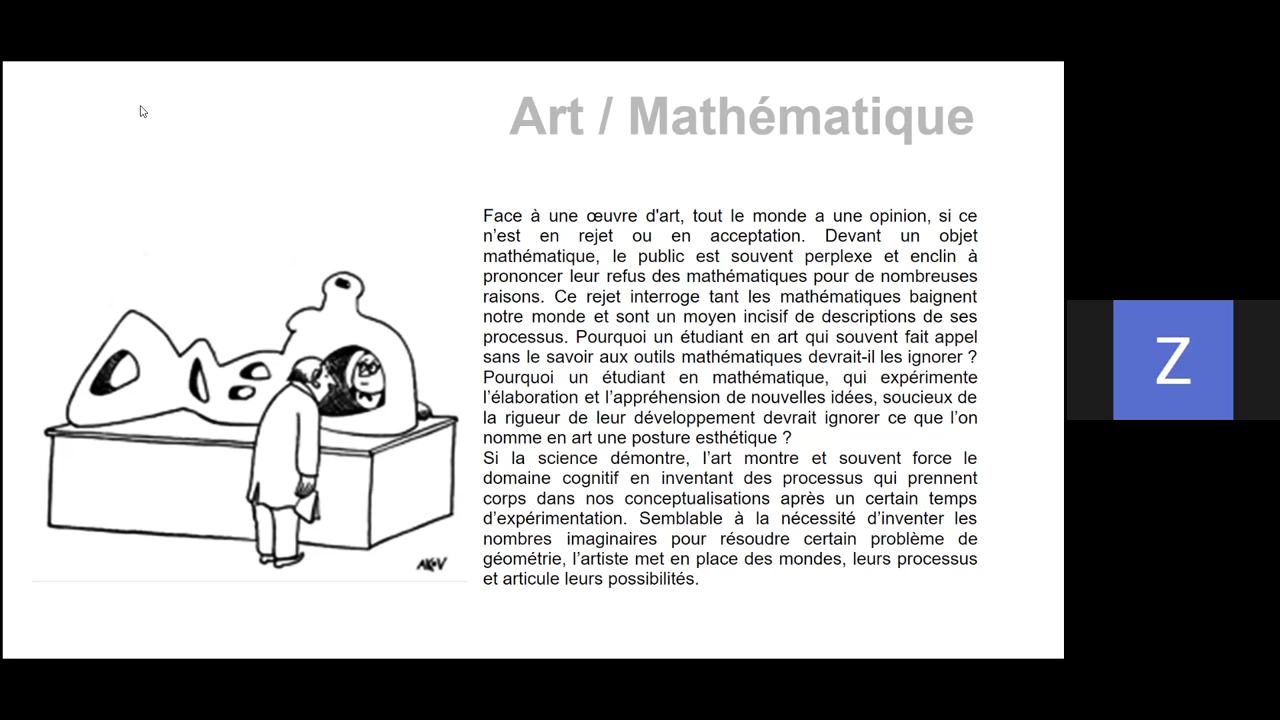 Art / Mathématique
Face à une œuvre d'art, tout le monde a une opinion, si ce
n’est en rejet ou en acceptation. Devant un objet
mathématique, le public est souvent perplexe et enclin à
prononcer leur refus des mathématiques pour de nombreuses
raisons. Ce rejet interroge tant les mathématiques baignent
notre monde et sont un moyen incisif de descriptions de ses
processus. Pourquoi un étudiant en art qui souvent fait appel
sans le savoir aux outils mathématiques devrait-il les ignorer ?
Pourquoi un étudiant en mathématique, qui expérimente
l’élaboration et l’appréhension de nouvelles idées, soucieux de
la rigueur de leur développement devrait ignorer ce que l’on
nomme en art une posture esthétique ?
Si la science démontre, l’art montre et souvent force le
domaine cognitif en inventant des processus qui prennent
corps dans nos conceptualisations après un certain temps
d’expérimentation. Semblable à la nécessité d’inventer les
nombres imaginaires pour résoudre certain problème de
géométrie, l’artiste met en place des mondes, leurs processus
et articule leurs possibilités.
Z